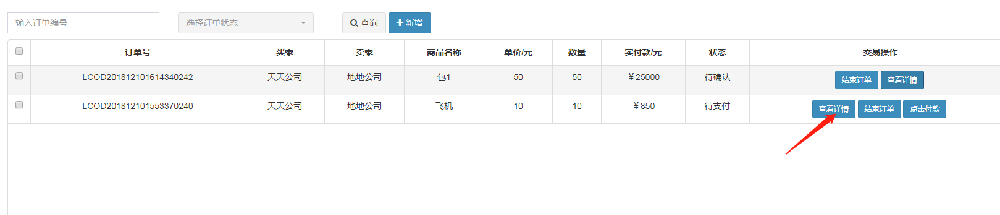 输入订单编号 选择订单状态 查询 新增
订单号 买家 卖家 商品名称 单价/元 数量 实付款/元 状态 交易操作
LCOD201812101614340242 天天公司 地地公司 包1 50 50 ¥25000 待确认 结束订单 查看详情
LCOD201812101553370240 天天公司 地地公司 飞机 10 10 ¥850 待支付 查看详情 结束订单 点击付款